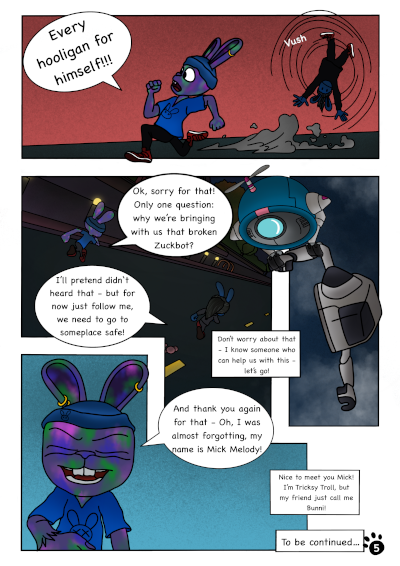 Every
hooligan for
himself!!!
Vush
Ok, sorry for that!
Only one question:
why we're bringing
with us that broken
Zuckbot?
I'll pretend didn't
heard that - but for
now just follow me,
we need to go to
someplace safe!
Don't worry about that
- I know someone who
can help us with this -
let's go!
And thank you again
for that - Oh, I was
almost forgotting, my
name is Mick Melody!
Nice to meet you Mick!
I'm Tricksy Troll, but
my friend just call me
Bunni!
To be continued...
5